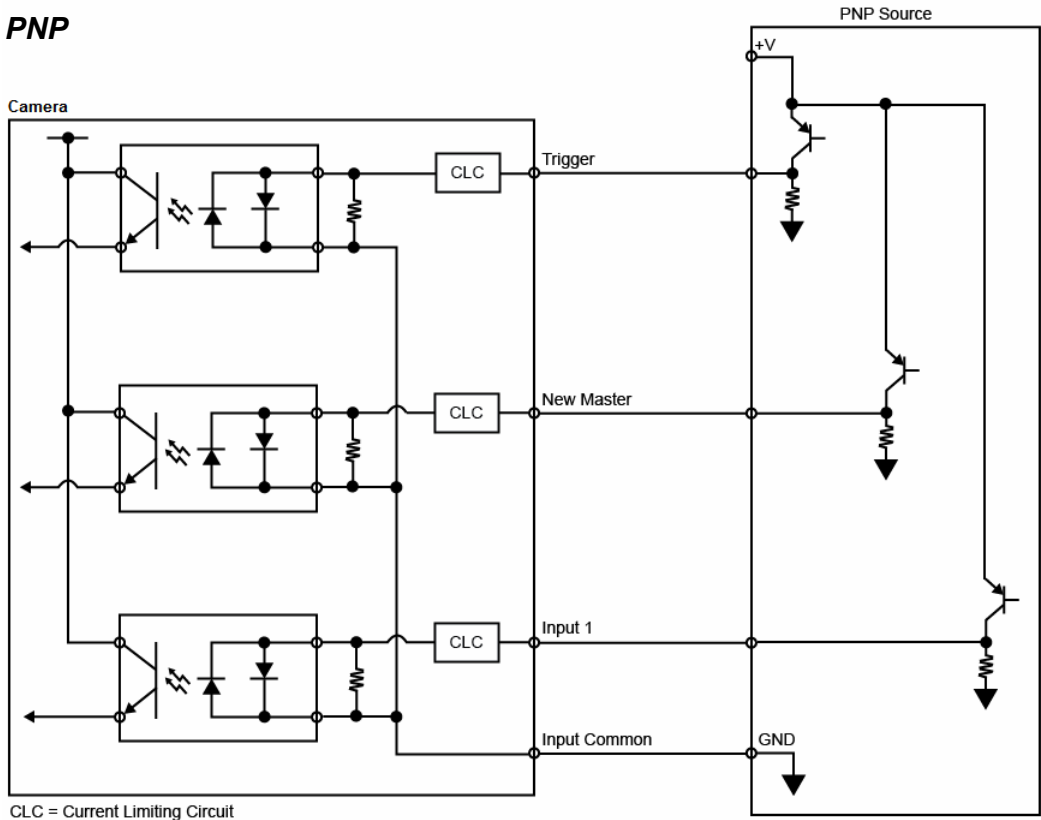 PNP
PNP Source
+V
Camera
CLC
Trigger
CLC
New Master
CLC
Input 1
Input Common
GND
CLC = Current Limiting Circuit